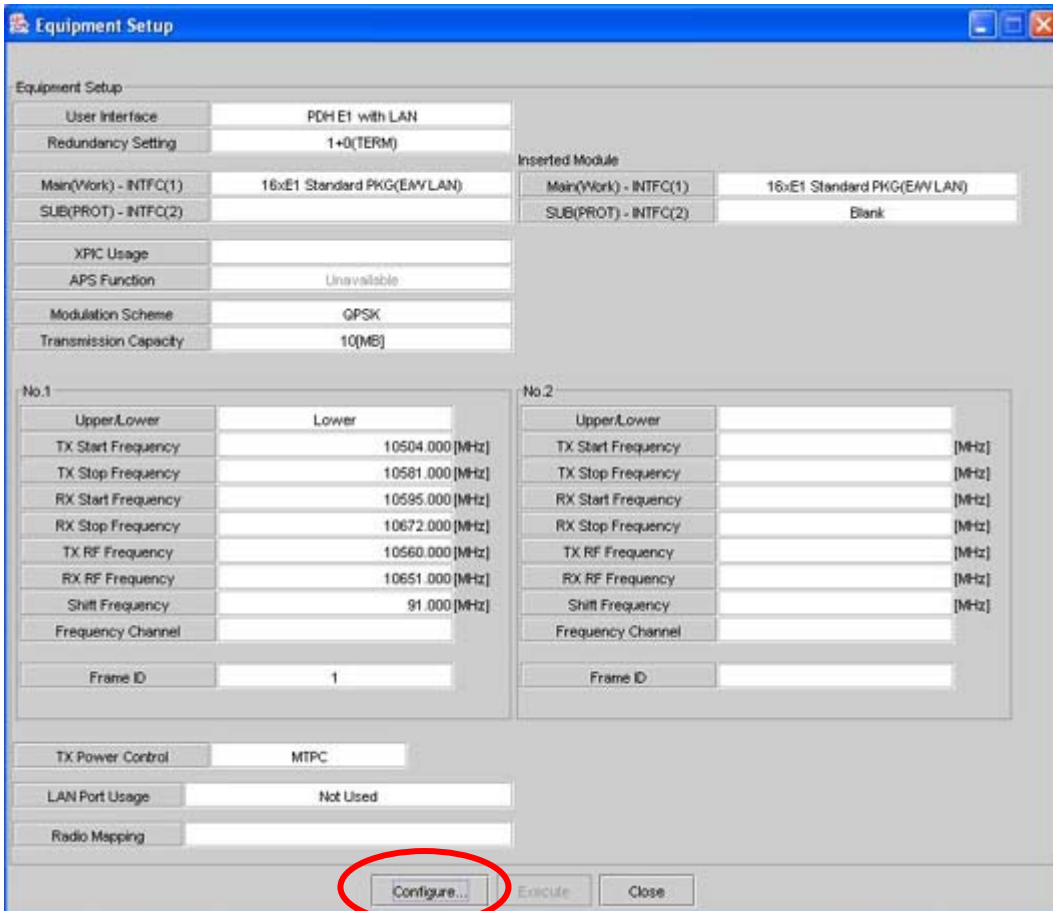 Equipment Setup
Equipment Setup
User Interface PDH E1 with LAN
Redundancy Setting 1+0(TERM)
Inserted Module
Main(Work) - INTFC(1) 16xE1 Standard PKG(E/W LAN) Main(Work) - INTFC(1) 16xE1 Standard PKG(E/W LAN)
SUB(PROT) - INTFC(2) SUB(PROT) - INTFC(2) Blank
XPIC Usage
APS Function Unavailable
Modulation Scheme QPSK
Transmission Capacity 10[MB]
No.1 No.2
Upper/Lower Lower Upper/Lower
TX Start Frequency 10504.000 [MHz] TX Start Frequency [MHz]
TX Stop Frequency 10581.000 [MHz] TX Stop Frequency [MHz]
RX Start Frequency 10595.000 [MHz] RX Start Frequency [MHz]
RX Stop Frequency 10672.000 [MHz] RX Stop Frequency [MHz]
TX RF Frequency 10560.000 [MHz] TX RF Frequency [MHz]
RX RF Frequency 10651.000 [MHz] RX RF Frequency [MHz]
Shift Frequency 91.000 [MHz] Shift Frequency [MHz]
Frequency Channel Frequency Channel
Frame ID 1 Frame ID
TX Power Control MTPC
LAN Port Usage Not Used
Radio Mapping
Configure... Execute Close